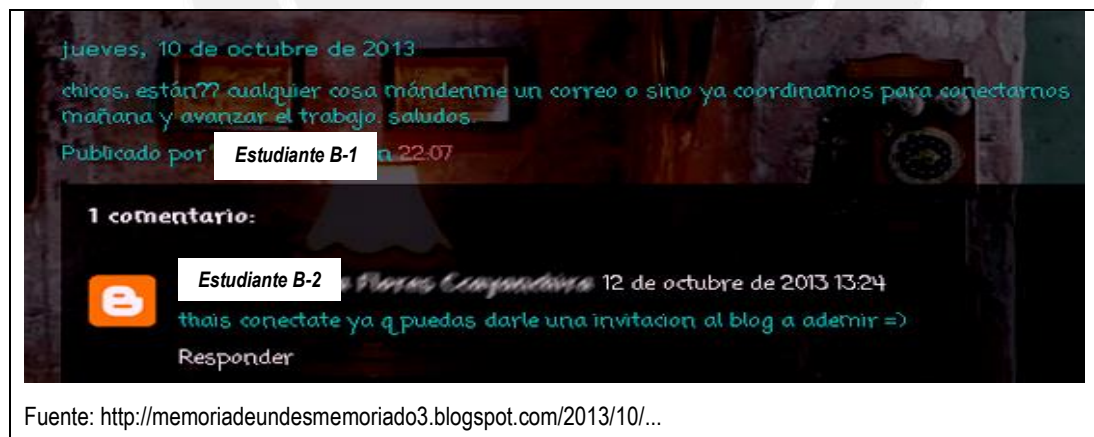 jueves, 10 de octubre de 2013
chicos, están?? cualquier cosa mándenme un correo o sino ya coordinamos para conectarnos
mañana y avanzar el trabajo. saludos.
Publicado por Estudiante B-1 n 22:07
1 comentario:
Estudiante B-2 12 de octubre de 2013 13:24
thais conectate ya q puedas darle una invitacion al blog a ademir =)
Responder
Fuente: http://memoriadeundesmemoriado3.blogspot.com/2013/10/...